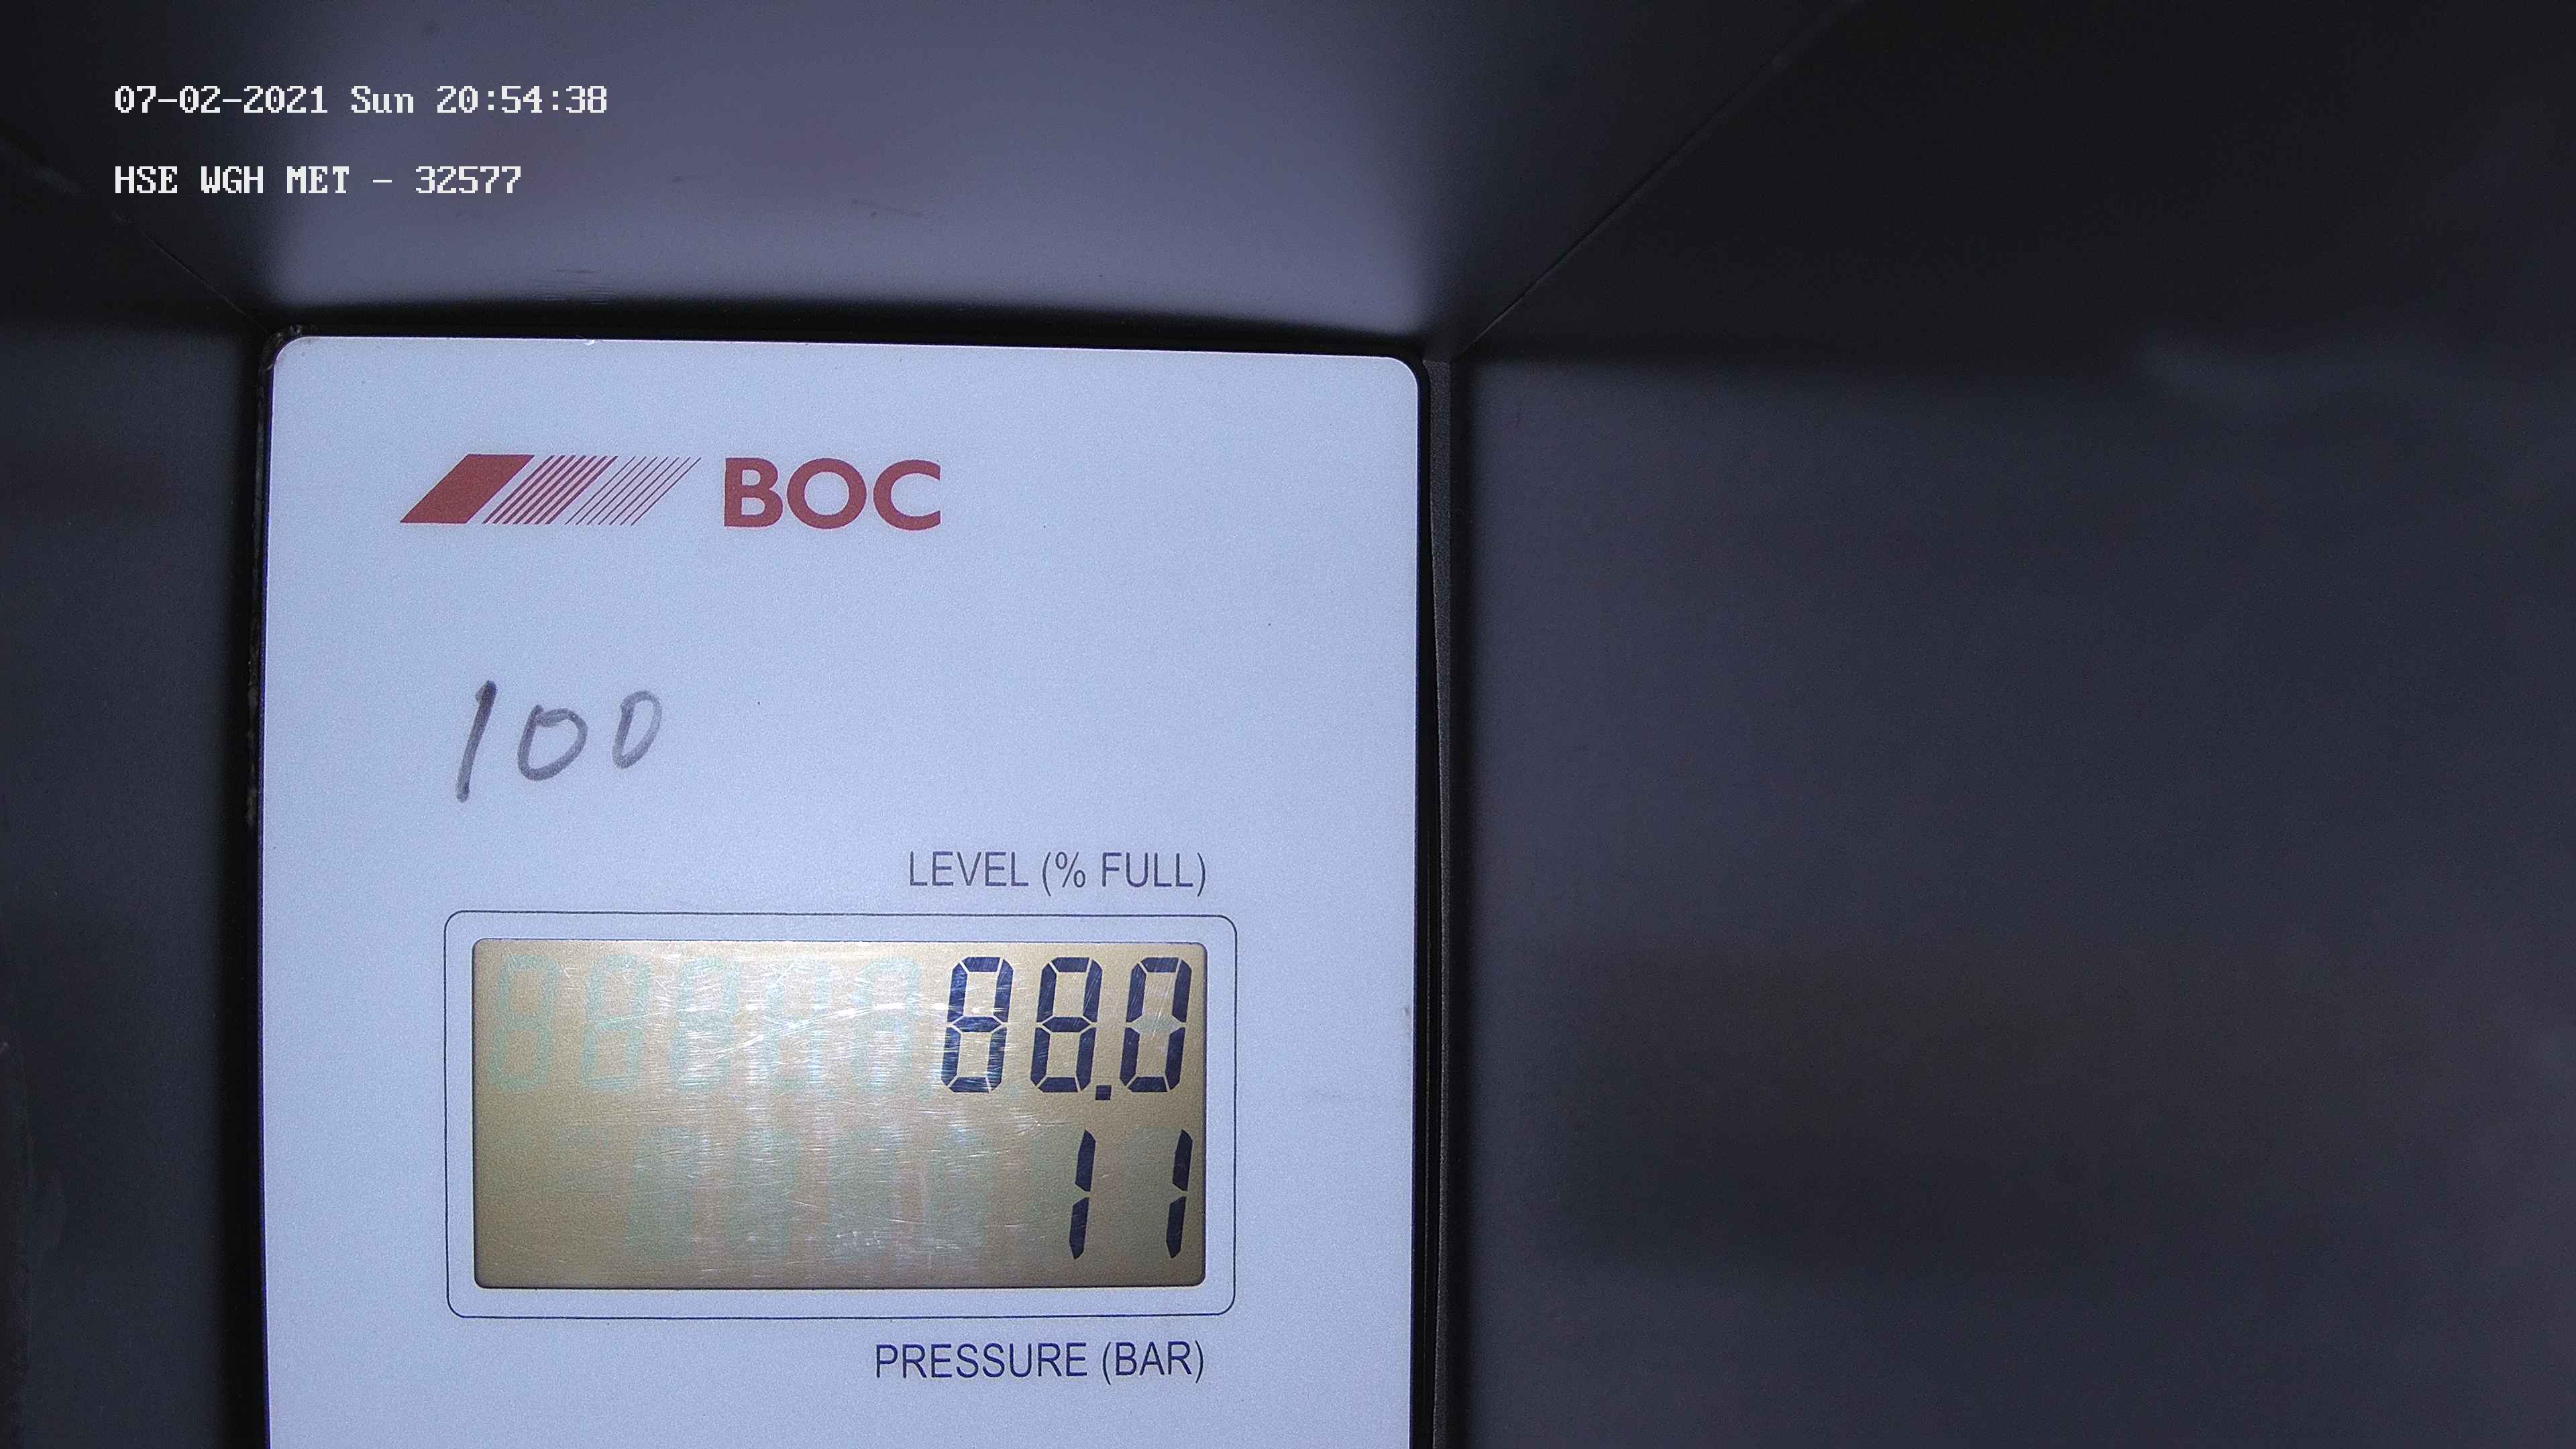 07-02-2021 Sun 20:54:38
HSE WGH MET - 32577
BOC
100
LEVEL (% FULL)
88.0
11
PRESSURE (BAR)